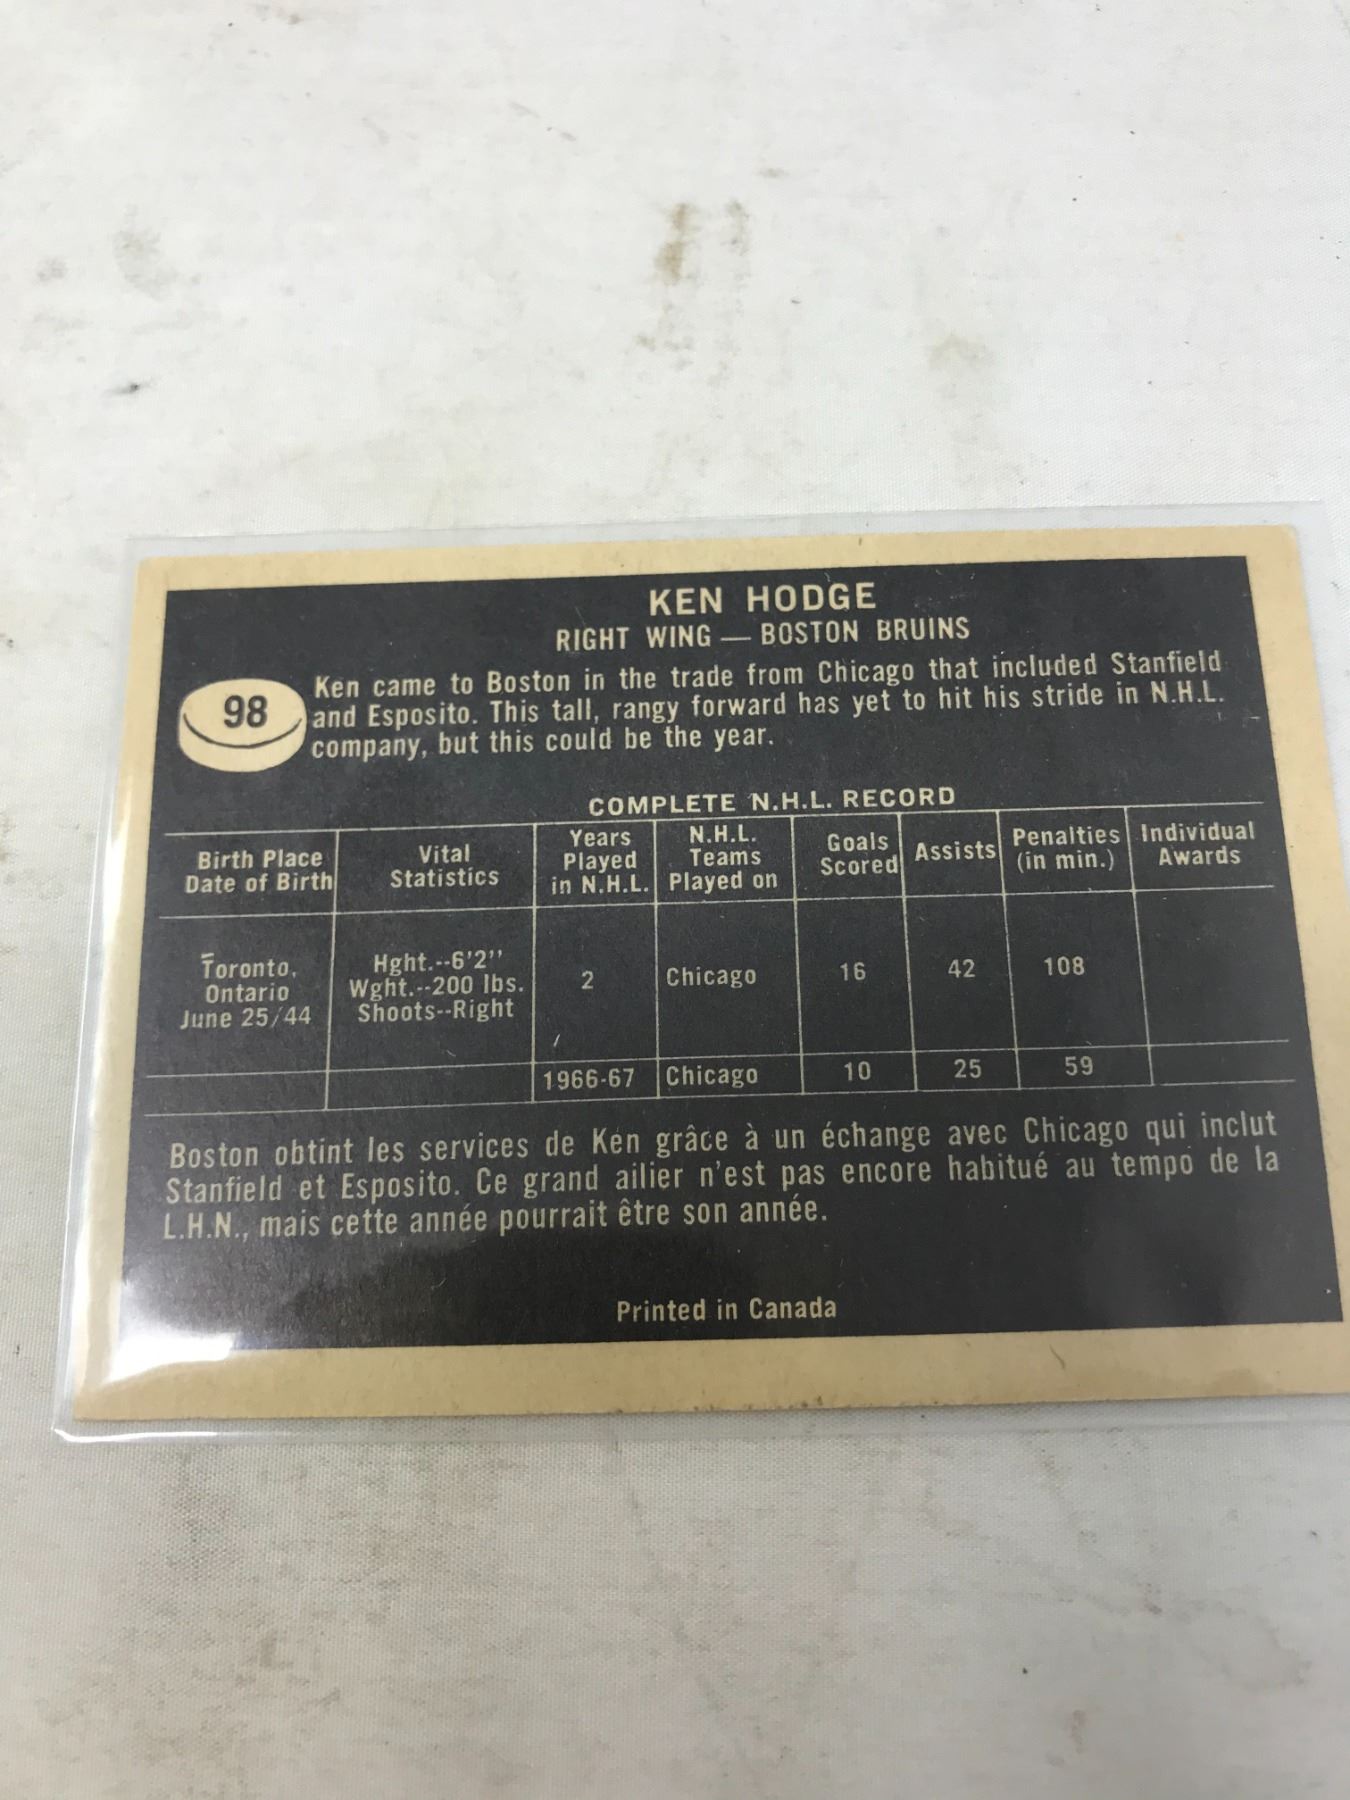 KEN HODGE
RIGHT WING — BOSTON BRUINS
98
Ken came to Boston in the trade from Chicago that included Stanfield
and Esposito. This tall, rangy forward has yet to hit his stride in N.H.L.
company, but this could be the year.
COMPLETE N.H.L. RECORD
Birth Place
Date of Birth
Vital
Statistics
Years
Played
in N.H.L.
N.H.L.
Teams
Played on
Goals
Scored
Assists
Penalties
(in min.)
Individual
Awards
Toronto,
Ontario
June 25/44
Hght.--6'2''
Wght.--200 lbs.
Shoots--Right
2
Chicago
16
42
108
1966-67
Chicago
10
25
59
Boston obtint les services de Ken grâce à un échange avec Chicago qui inclut
Stanfield et Esposito. Ce grand ailier n'est pas encore habitué au tempo de la
L.H.N., mais cette année pourrait être son année.
Printed in Canada